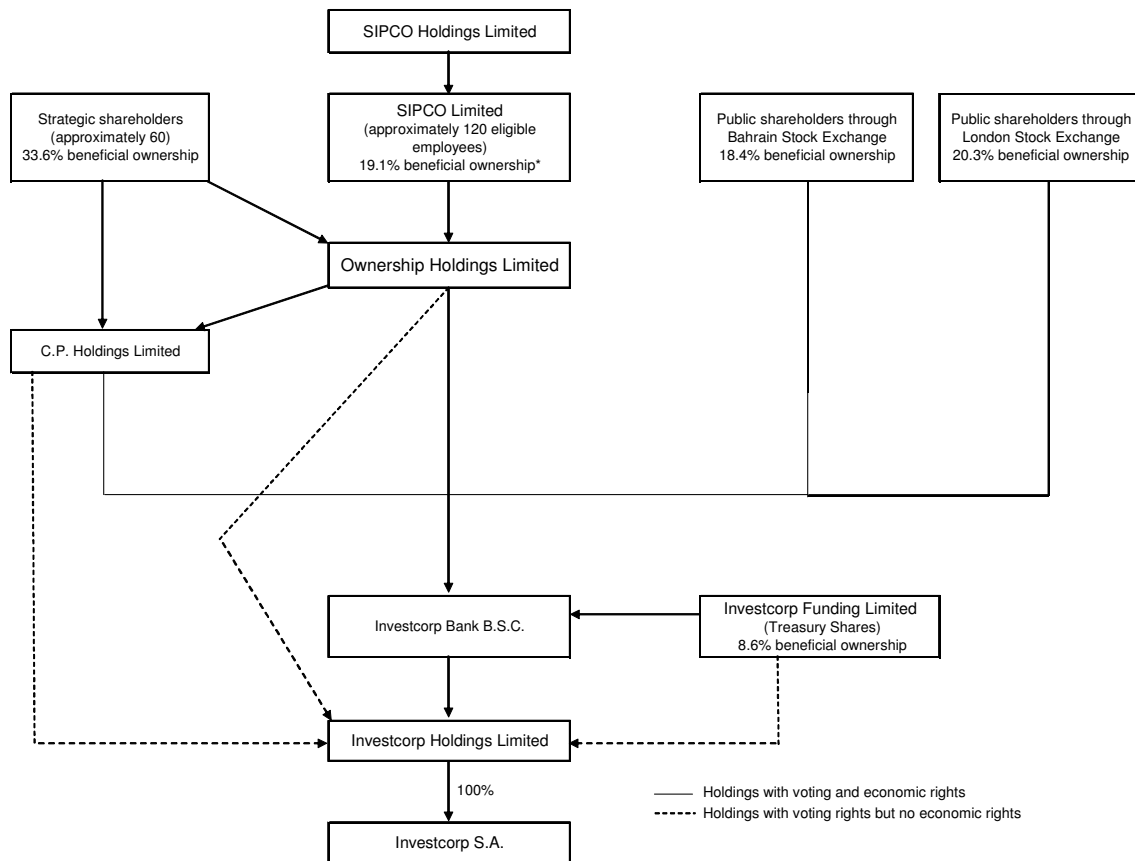 SIPCO Holdings Limited
Strategic shareholders
(approximately 60)
33.6% beneficial ownership
SIPCO Limited
(approximately 120 eligible
employees)
19.1% beneficial ownership*
Public shareholders through
Bahrain Stock Exchange
18.4% beneficial ownership
Public shareholders through
London Stock Exchange
20.3% beneficial ownership
Ownership Holdings Limited
C.P. Holdings Limited
Investcorp Bank B.S.C.
Investcorp Funding Limited
(Treasury Shares)
8.6% beneficial ownership
Investcorp Holdings Limited
100%
Holdings with voting and economic rights
Holdings with voting rights but no economic rights
Investcorp S.A.